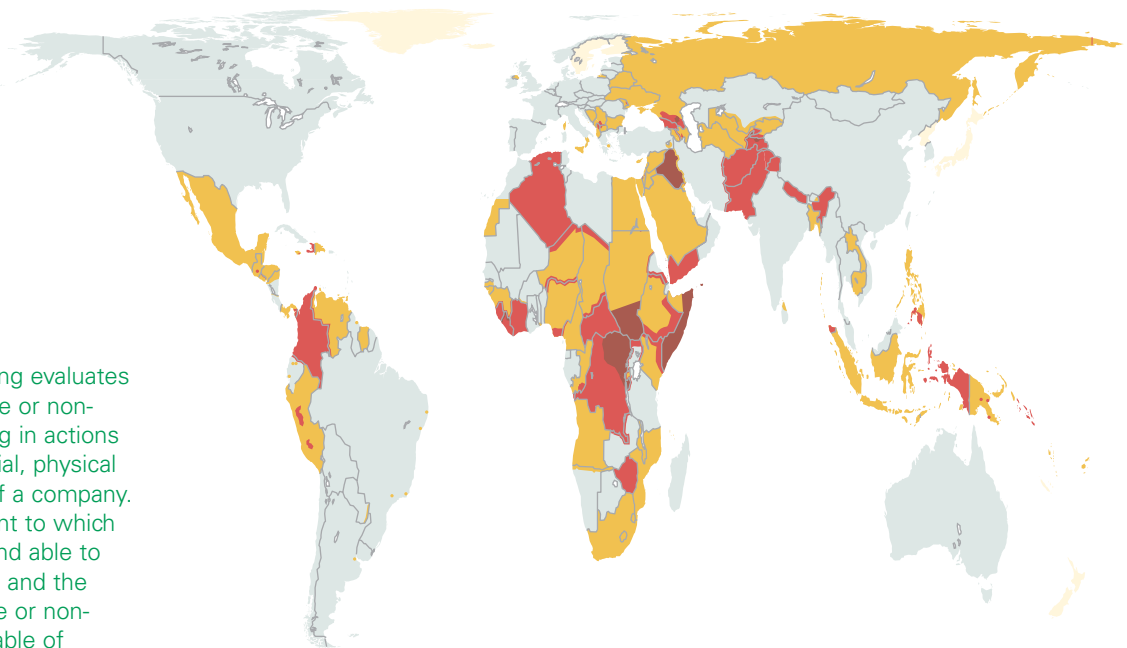 ng evaluates
e or non-
g in actions
ial, physical
f a company.
nt to which
nd able to
and the
e or non-
able of